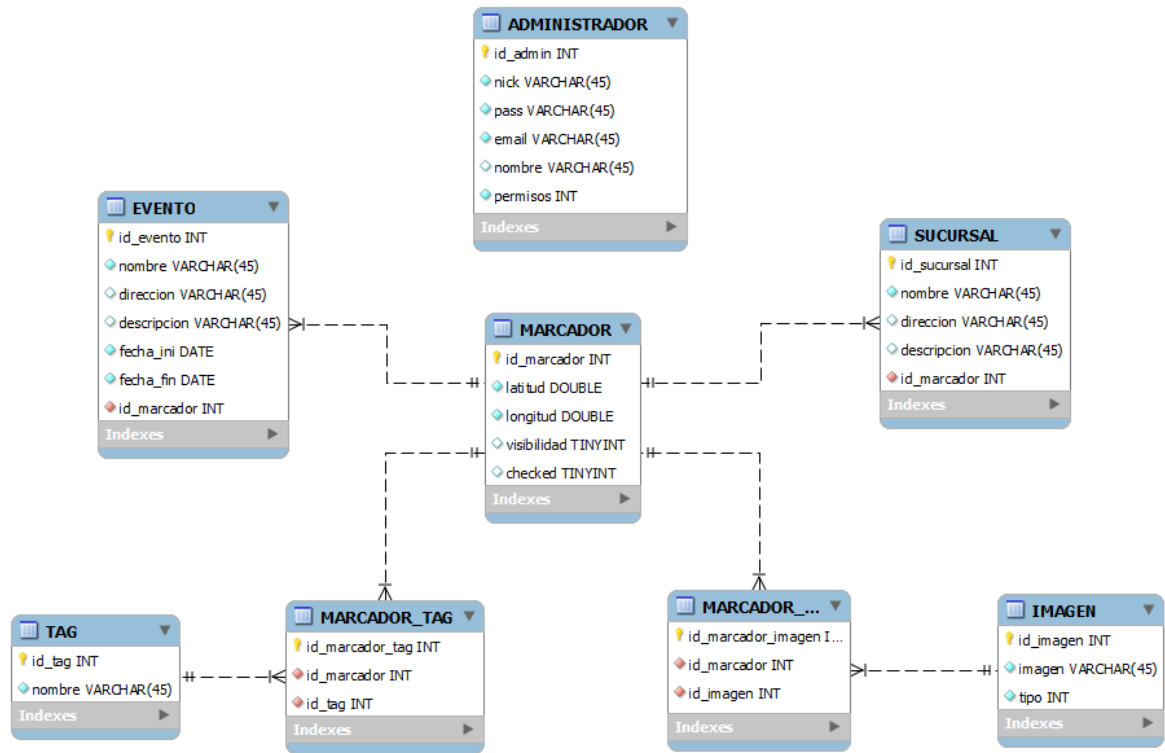 ADMINISTRADOR
id_admin INT
nick VARCHAR(45)
pass VARCHAR(45)
email VARCHAR(45)
nombre VARCHAR(45)
permisos INT
Indexes
EVENTO
id_evento INT
nombre VARCHAR(45)
direccion VARCHAR(45)
descripcion VARCHAR(45)
fecha_ini DATE
fecha_fin DATE
id_marcador INT
Indexes
MARCADOR
id_marcador INT
latitud DOUBLE
longitud DOUBLE
visibilidad TINYINT
checked TINYINT
Indexes
SUCURSAL
id_sucursal INT
nombre VARCHAR(45)
direccion VARCHAR(45)
descripcion VARCHAR(45)
id_marcador INT
Indexes
TAG
id_tag INT
nombre VARCHAR(45)
Indexes
MARCADOR_TAG
id_marcador_tag INT
id_marcador INT
id_tag INT
Indexes
MARCADOR_...
id_marcador_imagen I...
id_marcador INT
id_imagen INT
Indexes
IMAGEN
id_imagen INT
imagen VARCHAR(45)
tipo INT
Indexes